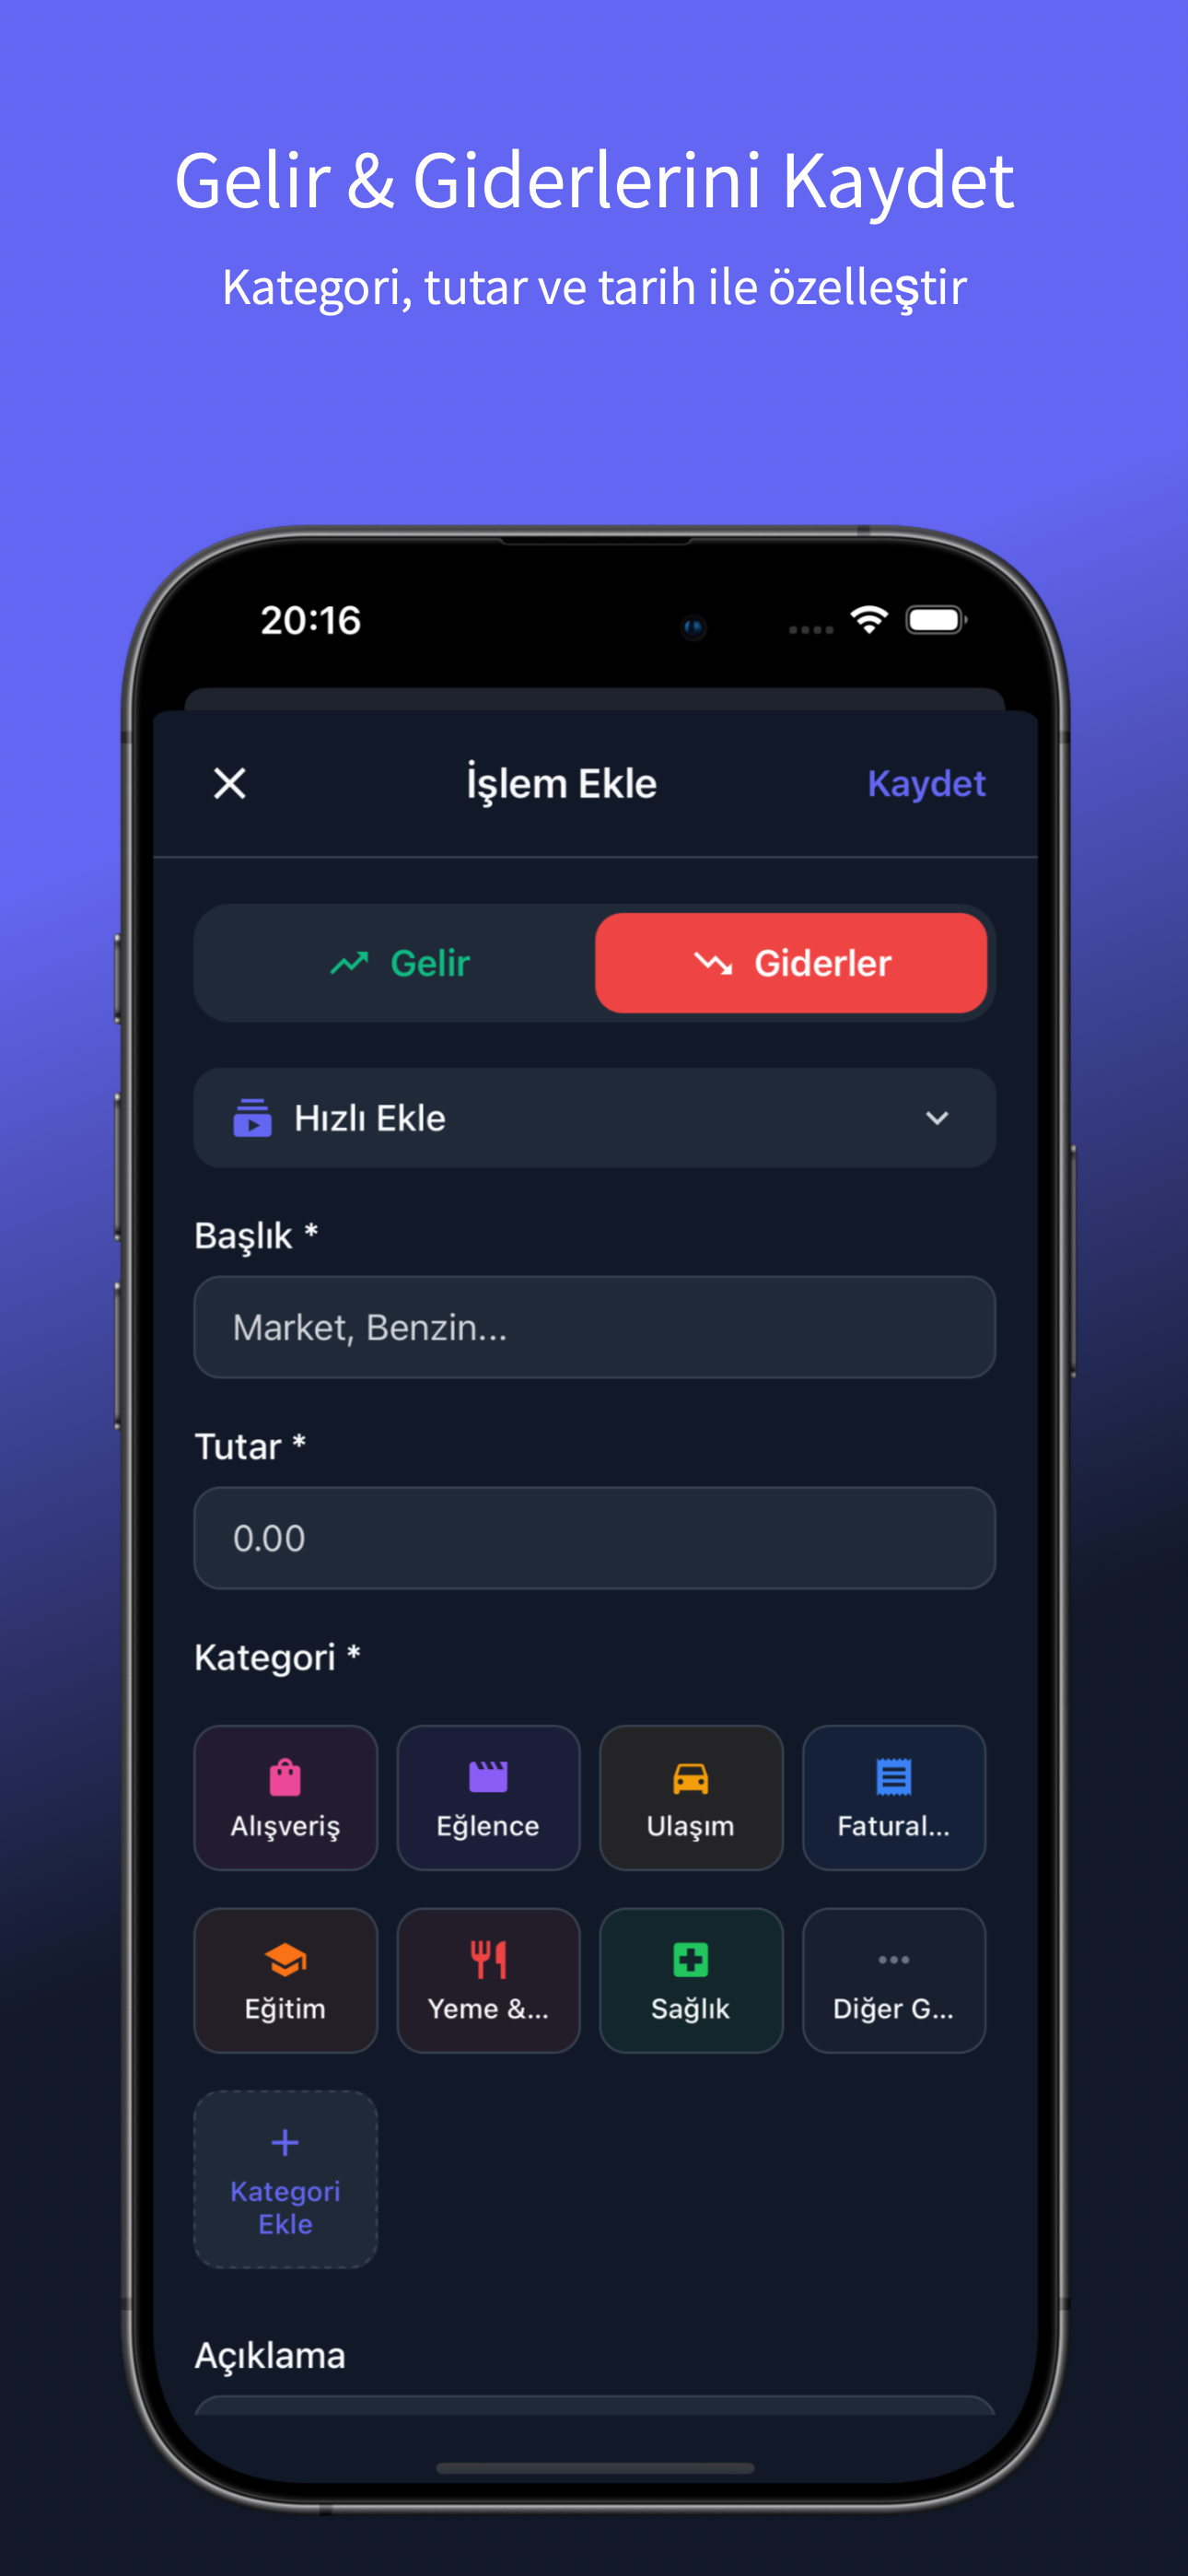 Gelir & Giderlerini Kaydet
Kategori, tutar ve tarih ile özelleştir
20:16
İşlem Ekle
Kaydet
Gelir
Giderler
Hızlı Ekle
Başlık *
Market, Benzin...
Tutar *
0.00
Kategori *
Alışveriş
Eğlence
Ulaşım
Fatural...
Eğitim
Yeme &...
Sağlık
Diğer G...
Kategori
Ekle
Açıklama